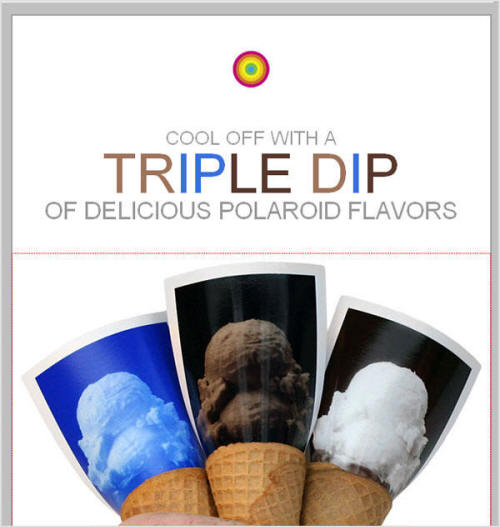 COOL OFF WITH A
TRIPLE DIP
OF DELICIOUS POLAROID FLAVORS